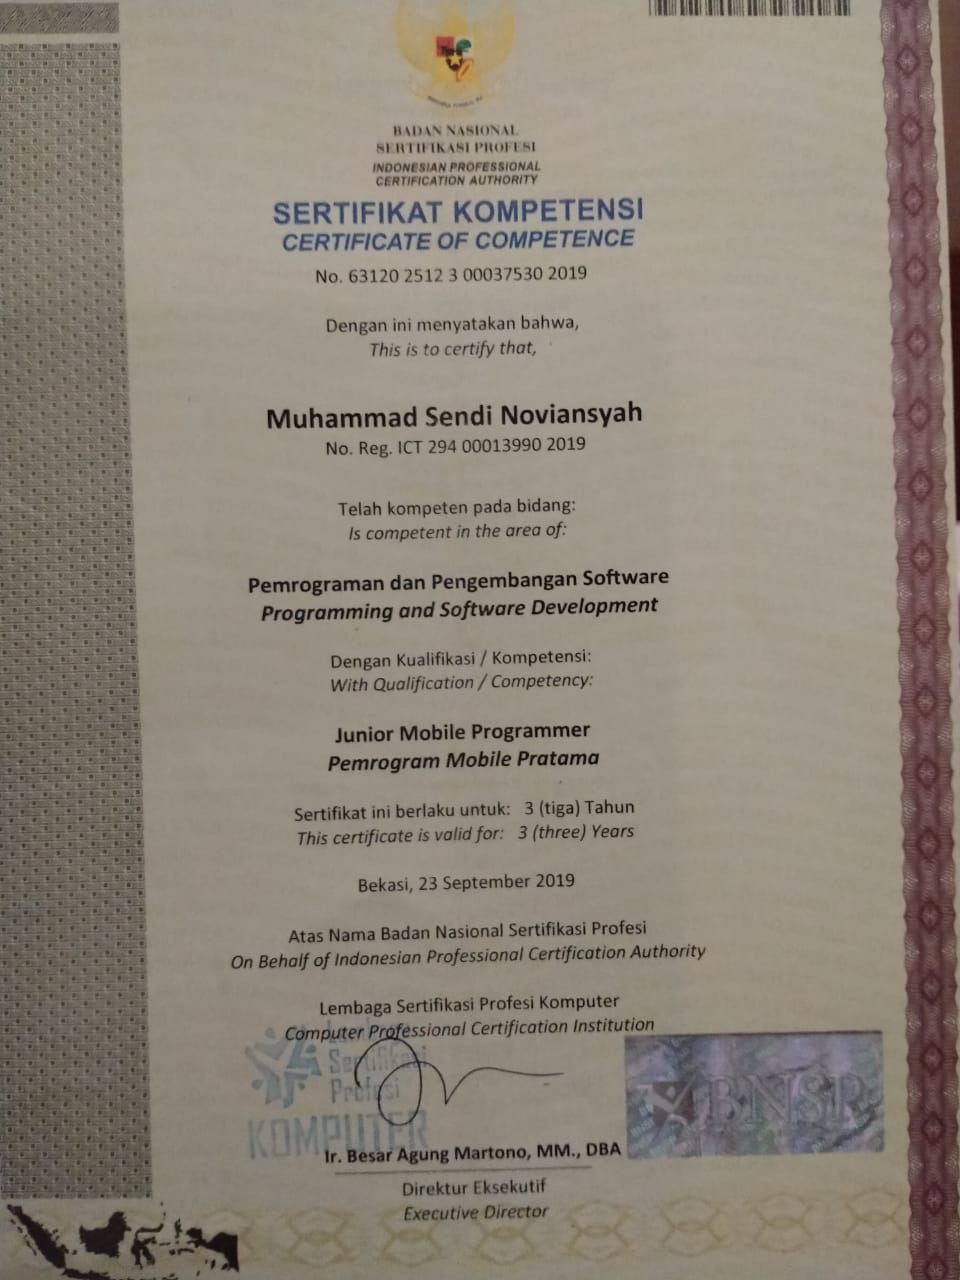 BADAN NASIONAL
SERTIFIKASI PROFESI
INDONESIAN PROFESSIONAL
CERTIFICATION AUTHORITY
SERTIFIKAT KOMPETENSI
CERTIFICATE OF COMPETENCE
No. 63120 2512 3 00037530 2019
Dengan ini menyatakan bahwa,
This is to certify that,
Muhammad Sendi Noviansyah
No. Reg. ICT 294 00013990 2019
Telah kompeten pada bidang:
Is competent in the area of:
Pemrograman dan Pengembangan Software
Programming and Software Development
Dengan Kualifikasi / Kompetensi:
With Qualification / Competency:
Junior Mobile Programmer
Pemrogram Mobile Pratama
Sertifikat ini berlaku untuk: 3 (tiga) Tahun
This certificate is valid for: 3 (three) Years
Bekasi, 23 September 2019
Atas Nama Badan Nasional Sertifikasi Profesi
On Behalf of Indonesian Professional Certification Authority
Lembaga Sertifikasi Profesi Komputer
Computer Professional Certification Institution
Sertifikasi
Profesi
KOMPUTER
BNSP
Ir. Besar Agung Martono, MM., DBA
Direktur Eksekutif
Executive Director